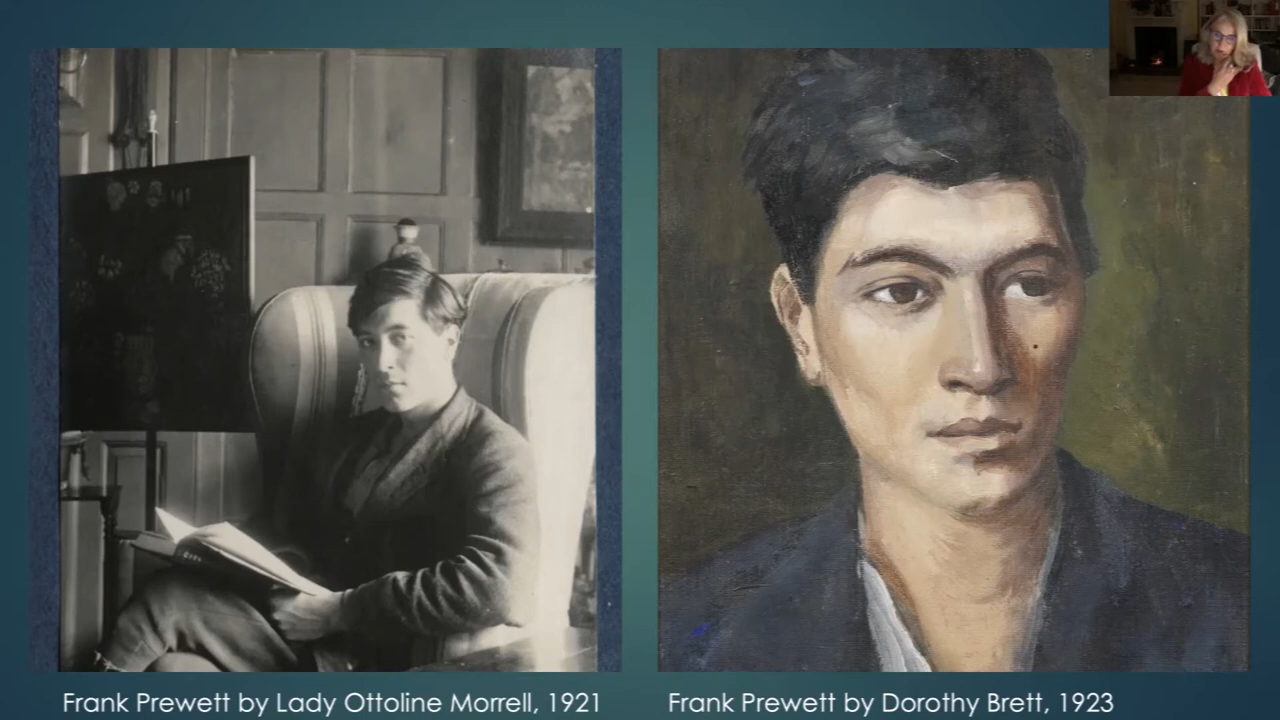 Frank Prewett by Lady Ottoline Morrell, 1921
Frank Prewett by Dorothy Brett, 1923